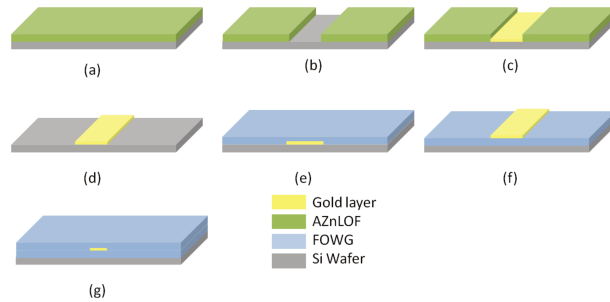 (a)
(b)
(c)
(d)
(e)
(f)
Gold layer
AZnLOF
FOWG
Si Wafer
(g)